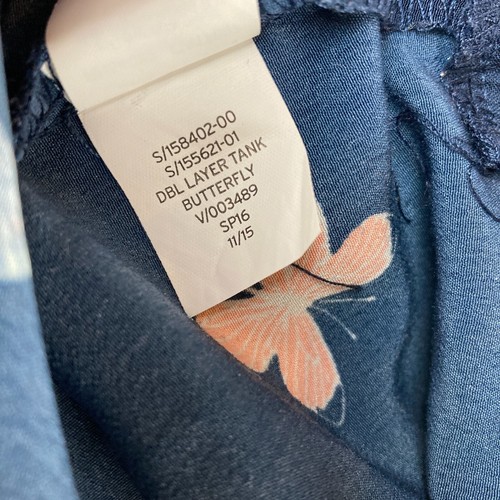 S/158402-00
S/155621-01
DBL LAYER TANK
BUTTERFLY
V/003489
SP16
11/15